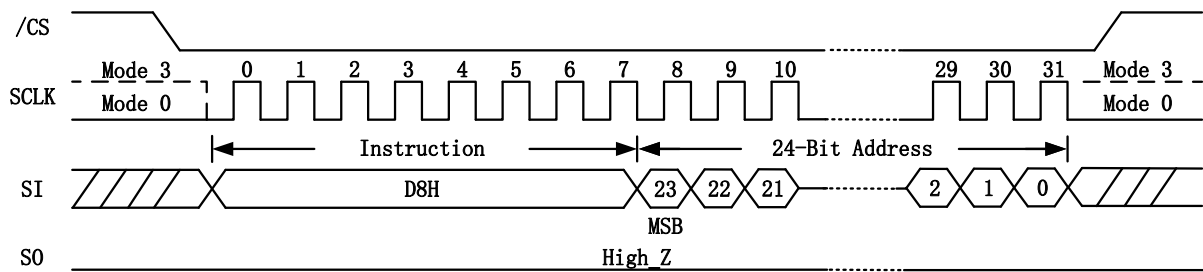 /CS
Mode 3 0 1 2 3 4 5 6 7 8 9 10 29 30 31 Mode 3
SCLK
Mode 0 Mode 0
Instruction 24-Bit Address
SI D8H 23 22 21 2 1 0
MSB
SO High_Z